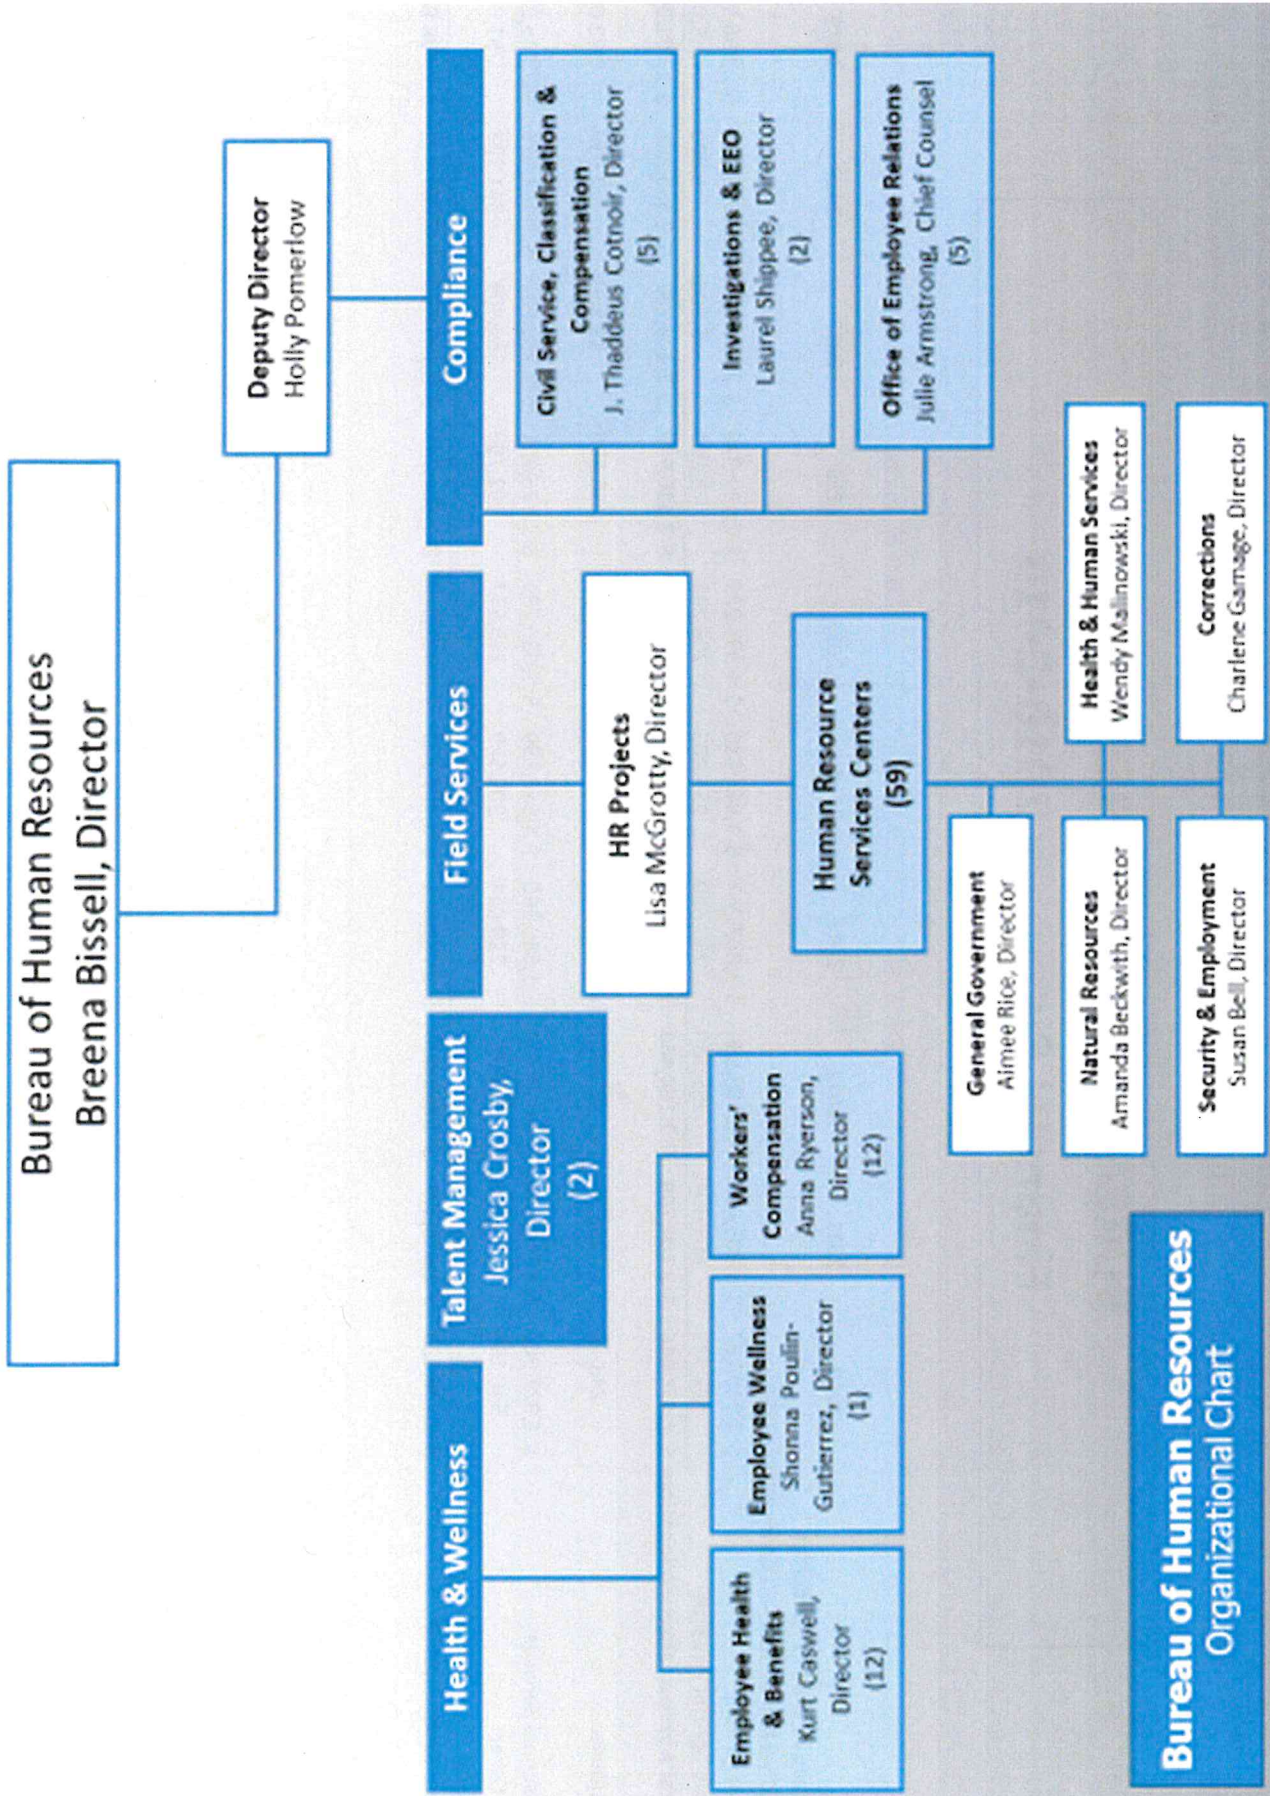 Bureau of Human Resources
Breena Bissell, Director
Deputy Director
Holly Pomerlow
Health & Wellness
Employee Health
& Benefits
Kurt Caswell,
Director
(12)
Employee Wellness
Shonna Poulin-
Gutierrez, Director
(1)
Workers'
Compensation
Anna Ryerson,
Director
(12)
Talent Management
Jessica Crosby,
Director
(2)
Field Services
HR Projects
Lisa McGrotty, Director
Human Resource
Services Centers
(59)
General Government
Aimee Rice, Director
Natural Resources
Amanda Beckwith, Director
Health & Human Services
Wendy Malinowski, Director
Security & Employment
Susan Bell, Director
Corrections
Charlene Gamage, Director
Compliance
Civil Service, Classification &
Compensation
J. Thaddeus Cotnoir, Director
(5)
Investigations & EEO
Laurel Shippee, Director
(2)
Office of Employee Relations
Julie Armstrong, Chief Counsel
(5)
Bureau of Human Resources
Organizational Chart